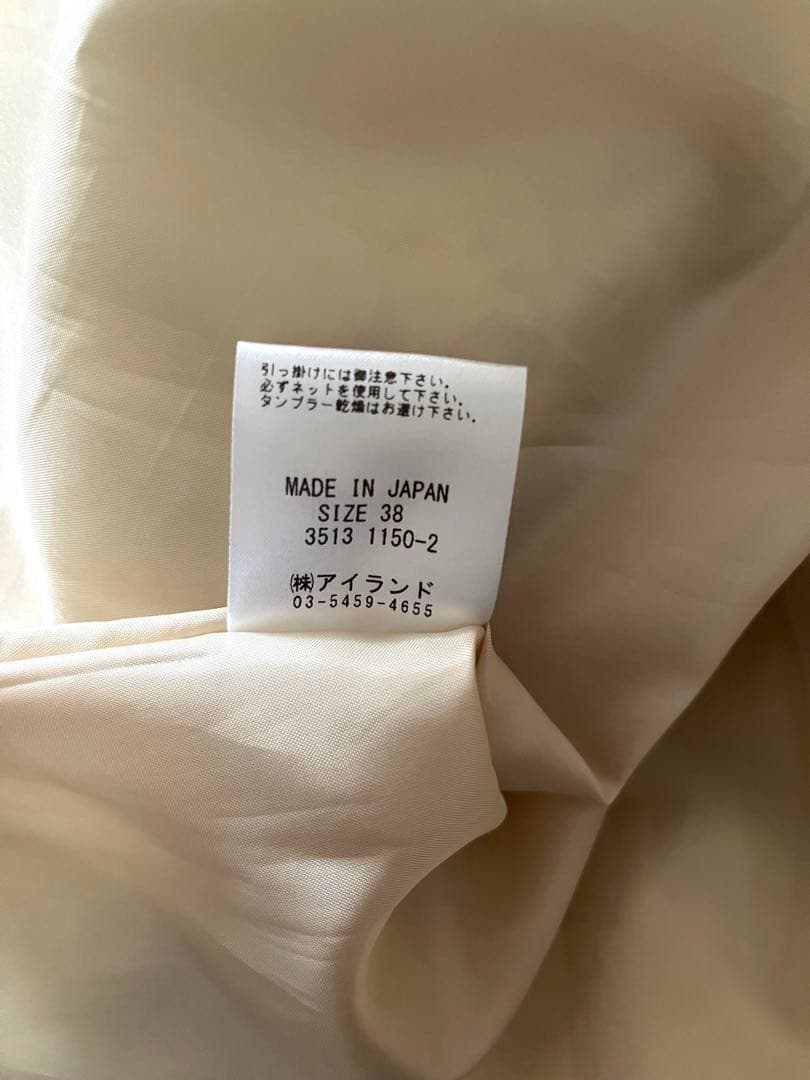 引っ掛けには御注意下さい。
必ずネットを使用して下さい。
タンブラー乾燥はお避け下さい。
MADE IN JAPAN
SIZE 38
3513 1150-2
㈱アイランド
03-5459-4655